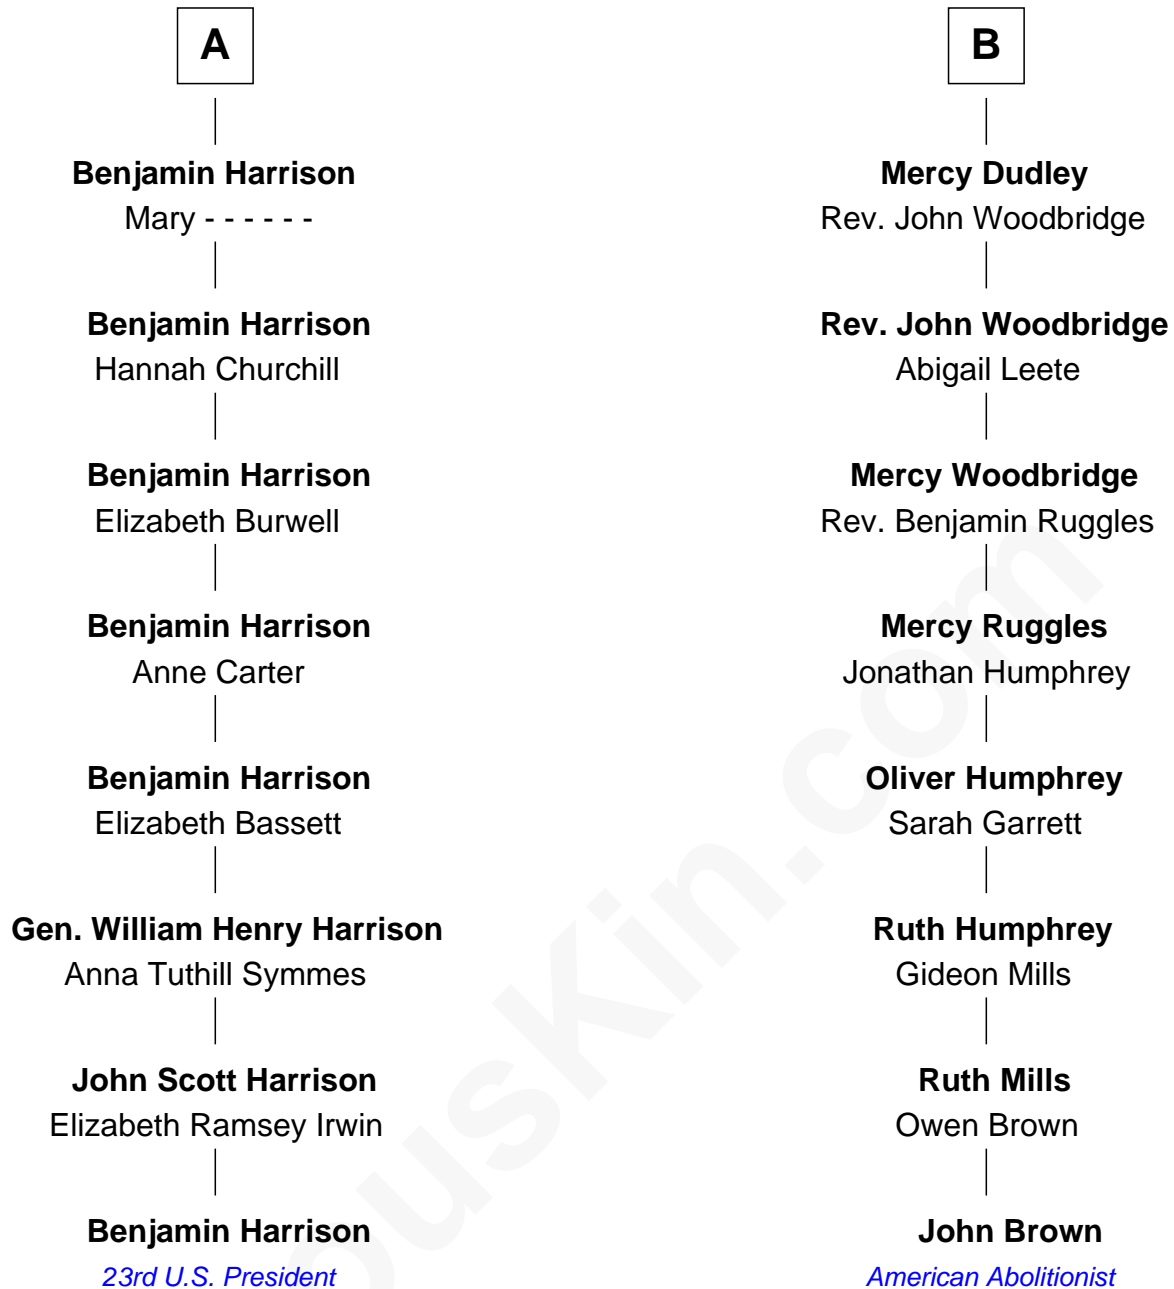 A
Benjamin Harrison
Mary - - - - - -
Benjamin Harrison
Hannah Churchill
Benjamin Harrison
Elizabeth Burwell
Benjamin Harrison
Anne Carter
Benjamin Harrison
Elizabeth Bassett
Gen. William Henry Harrison
Anna Tuthill Symmes
John Scott Harrison
Elizabeth Ramsey Irwin
Benjamin Harrison
23rd U.S. President
B
Mercy Dudley
Rev. John Woodbridge
Rev. John Woodbridge
Abigail Leete
Mercy Woodbridge
Rev. Benjamin Ruggles
Mercy Ruggles
Jonathan Humphrey
Oliver Humphrey
Sarah Garrett
Ruth Humphrey
Gideon Mills
Ruth Mills
Owen Brown
John Brown
American Abolitionist
ousKin.com